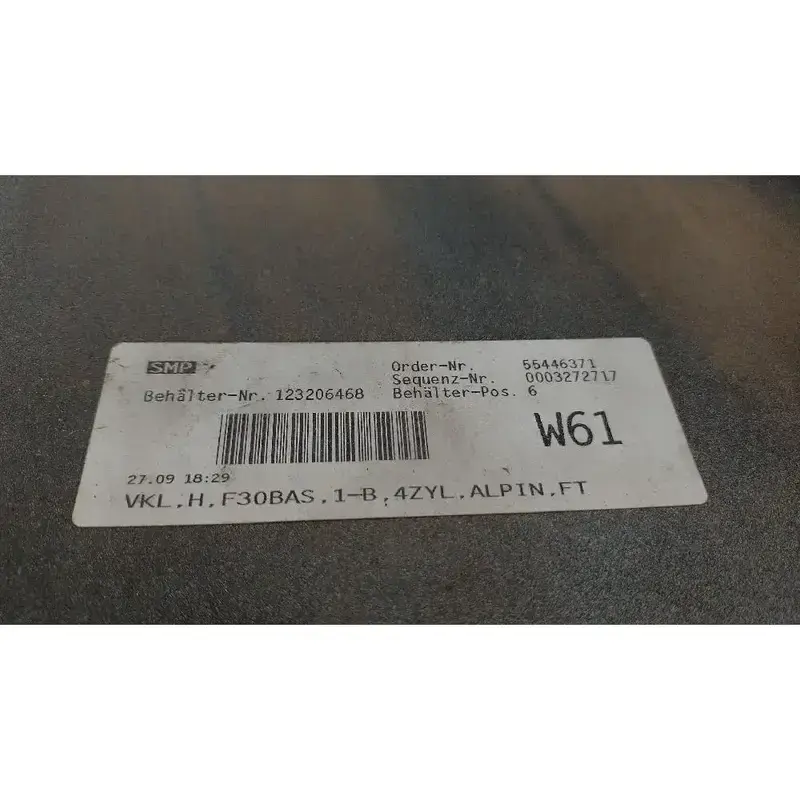 SMP
Order-Nr. 55446371
Sequenz-Nr. 0003272717
Behälter-Nr. 123206468 Behälter-Pos. 6
W61
27.09 18:29
VKL,H,F30BAS,1-B,4ZYL,ALPIN,FT